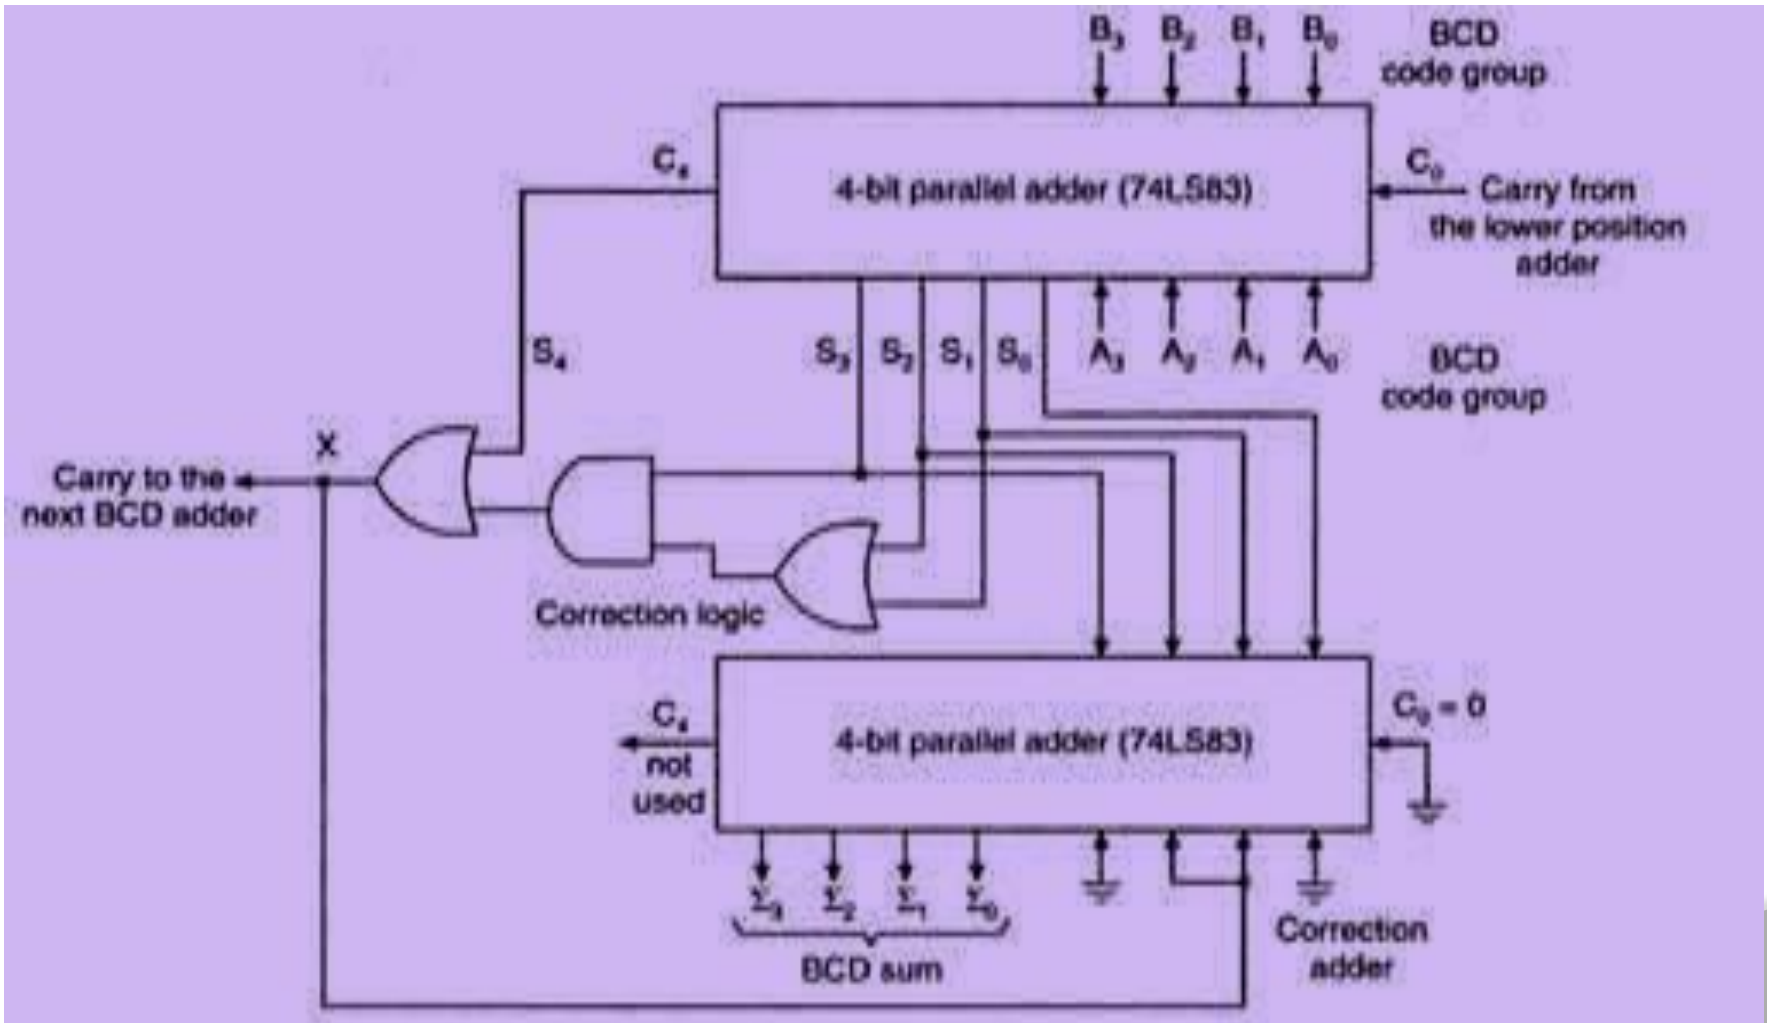 B₃ B₂ B₁ B₀
BCD
code group
C₄
4-bit parallel adder (74LS83)
C₀
Carry from
the lower position
adder
S₄
S₃ S₂ S₁ S₀
A₃ A₂ A₁ A₀
BCD
code group
X
Carry to the
next BCD adder
Correction logic
C₄
not
used
4-bit parallel adder (74LS83)
C₀ = 0
Σ₃ Σ₂ Σ₁ Σ₀
BCD sum
Correction
adder